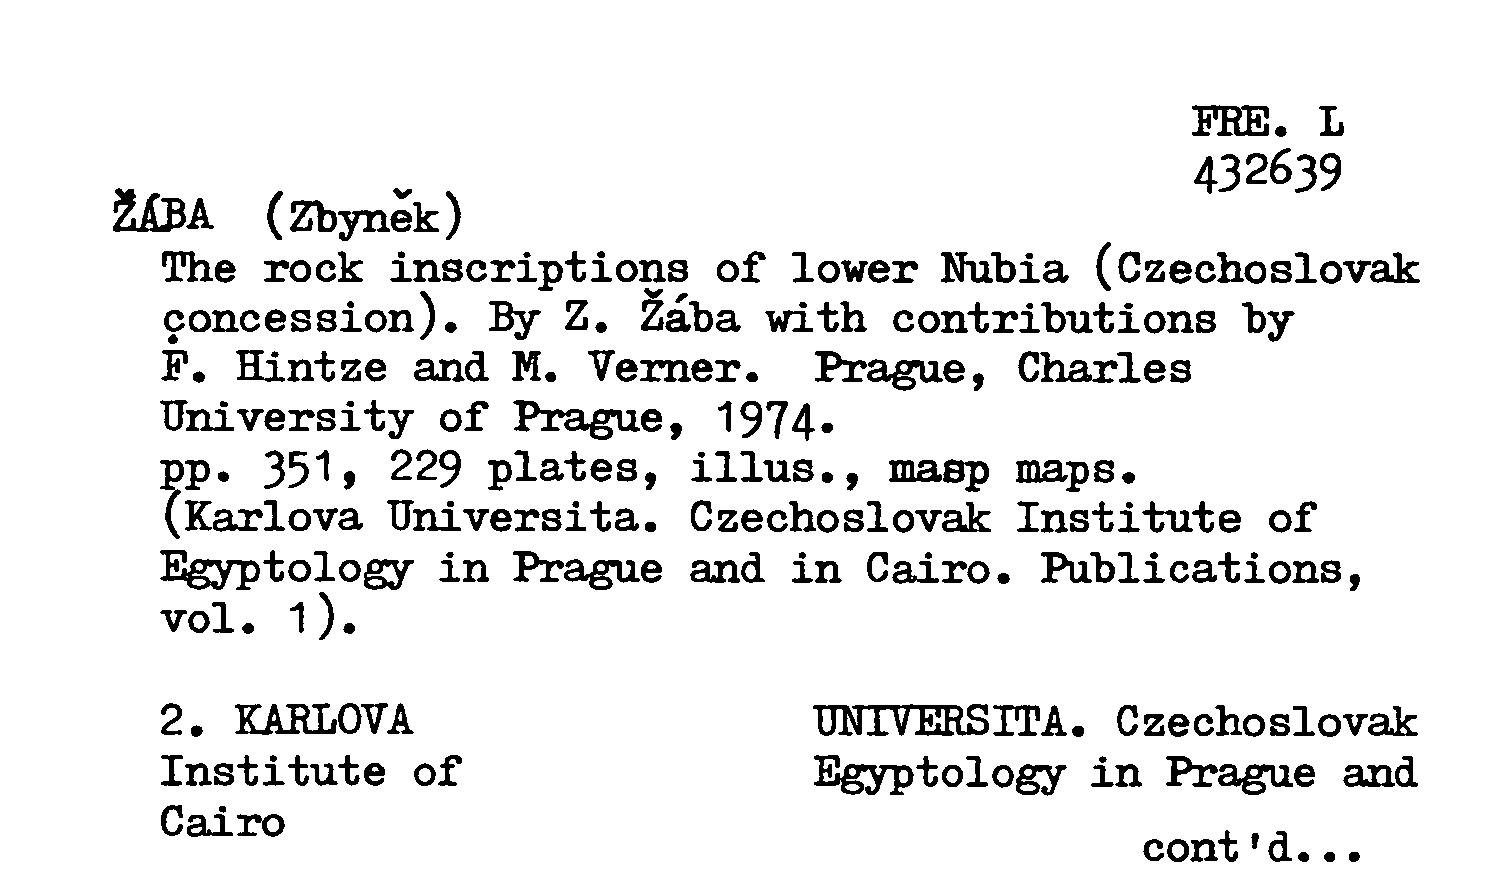 FRE. L
432639
ŽÁBA (Zbyněk)
The rock inscriptions of lower Nubia (Czechoslovak
concession). By Z. Žába with contributions by
F. Hintze and M. Verner. Prague, Charles
University of Prague, 1974.
pp. 351, 229 plates, illus., masp maps.
(Karlova Universita. Czechoslovak Institute of
Egyptology in Prague and in Cairo. Publications,
vol. 1).
2. KARLOVA UNIVERSITA. Czechoslovak
Institute of Egyptology in Prague and
Cairo
cont'd...